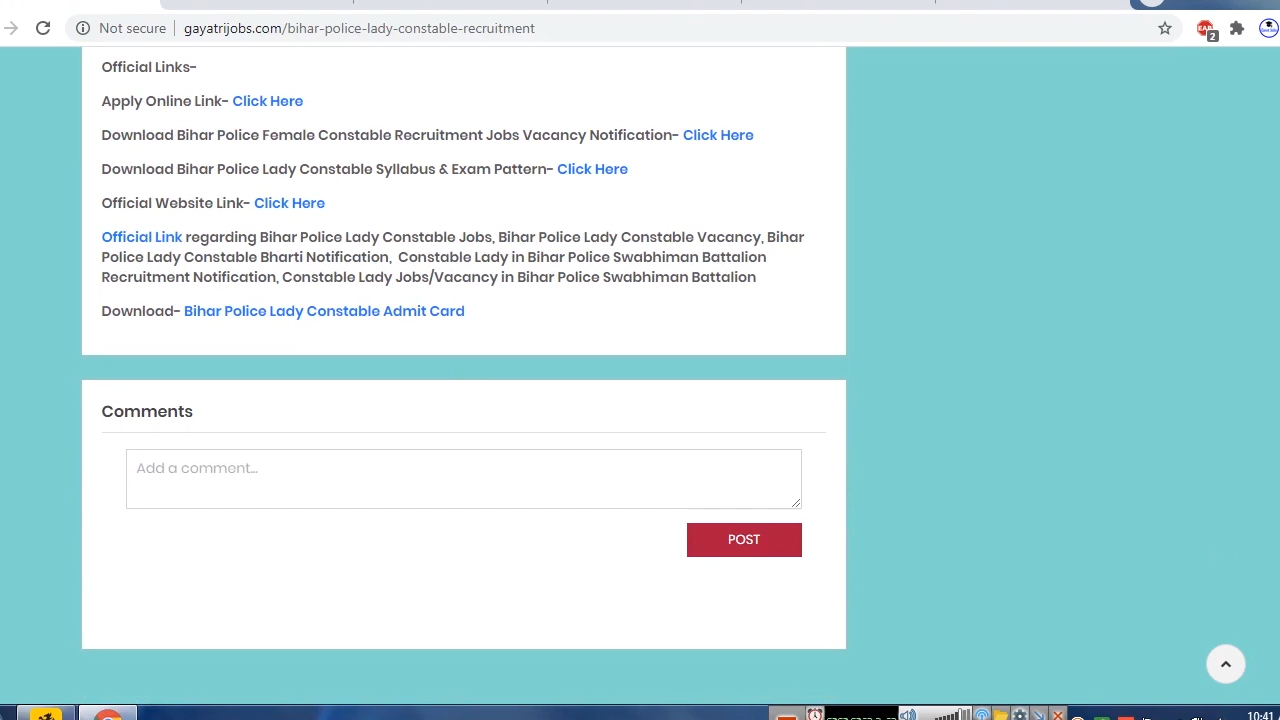 Not secure
gayatrijobs.com/bihar-police-lady-constable-recruitment
2
Official Links-
Apply Online Link- Click Here
Download Bihar Police Female Constable Recruitment Jobs Vacancy Notification- Click Here
Download Bihar Police Lady Constable Syllabus & Exam Pattern- Click Here
Official Website Link- Click Here
Official Link regarding Bihar Police Lady Constable Jobs, Bihar Police Lady Constable Vacancy, Bihar
Police Lady Constable Bharti Notification, Constable Lady in Bihar Police Swabhiman Battalion
Recruitment Notification, Constable Lady Jobs/Vacancy in Bihar Police Swabhiman Battalion
Download- Bihar Police Lady Constable Admit Card
Comments
Add a comment...
POST
10:41